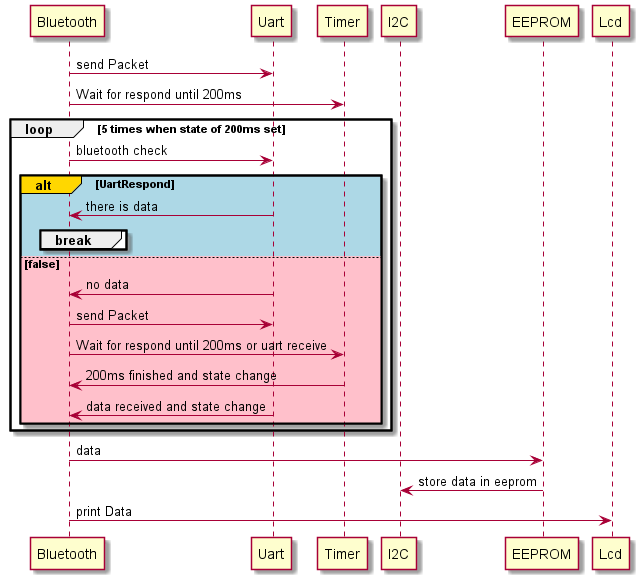 Bluetooth Uart Timer I2C EEPROM Lcd
send Packet
Wait for respond until 200ms
loop [5 times when state of 200ms set]
bluetooth check
alt [UartRespond]
there is data
break
[false]
no data
send Packet
Wait for respond until 200ms or uart receive
200ms finished and state change
data received and state change
data
store data in eeprom
print Data
Bluetooth Uart Timer I2C EEPROM Lcd